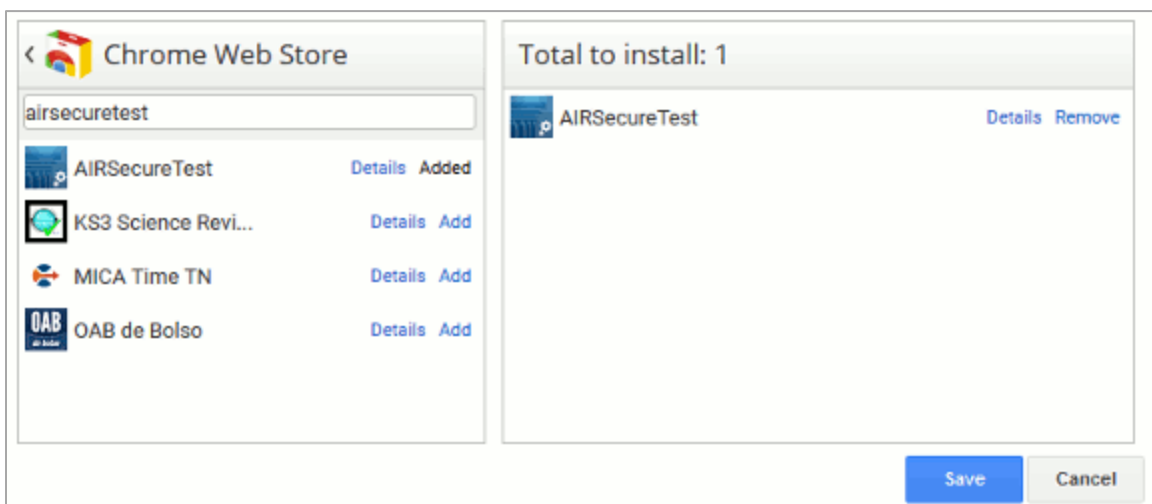 Chrome Web Store
airsecuretest
AIRSecureTest Details Added
KS3 Science Revi... Details Add
MICA Time TN Details Add
OAB de Bolso Details Add
Total to install: 1
AIRSecureTest Details Remove
Save Cancel